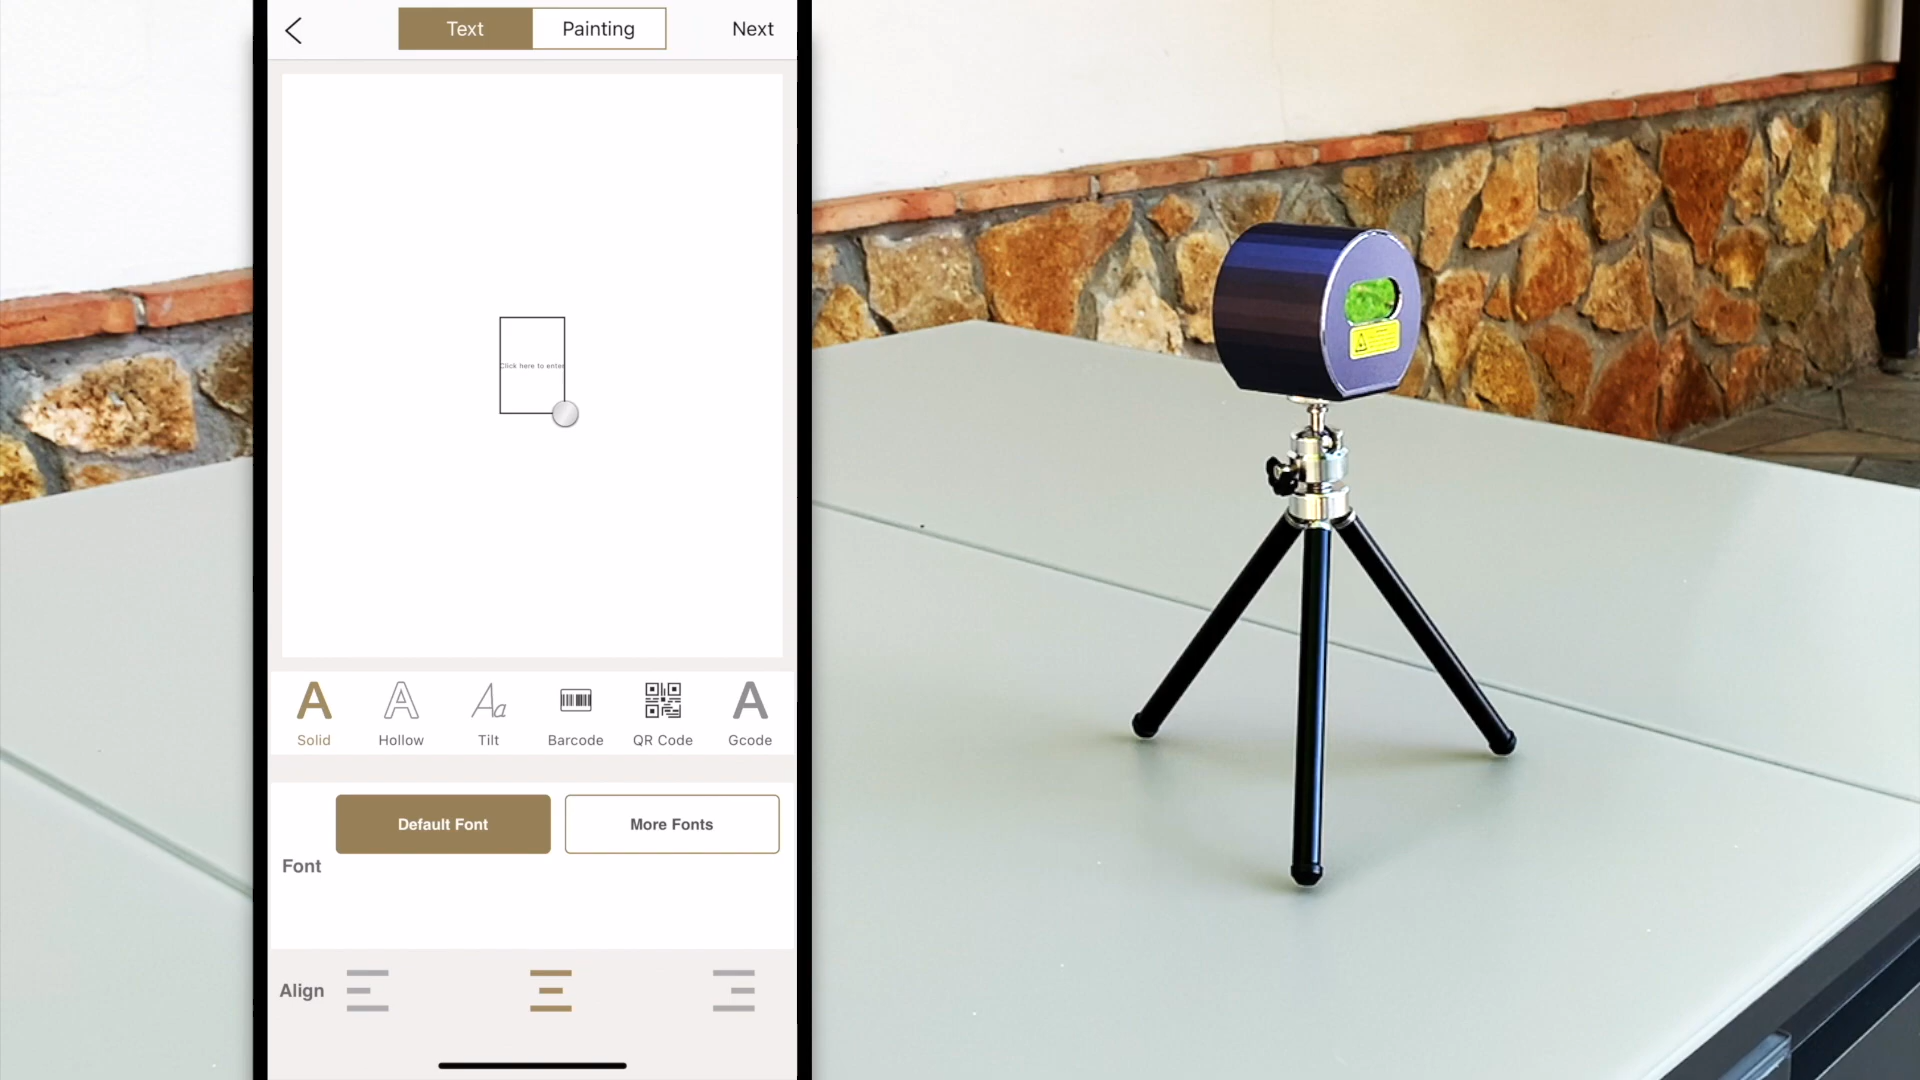 Text Painting Next
Click here to enter
Solid Hollow Tilt Barcode QR Code Gcode
Default Font More Fonts
Font
Align